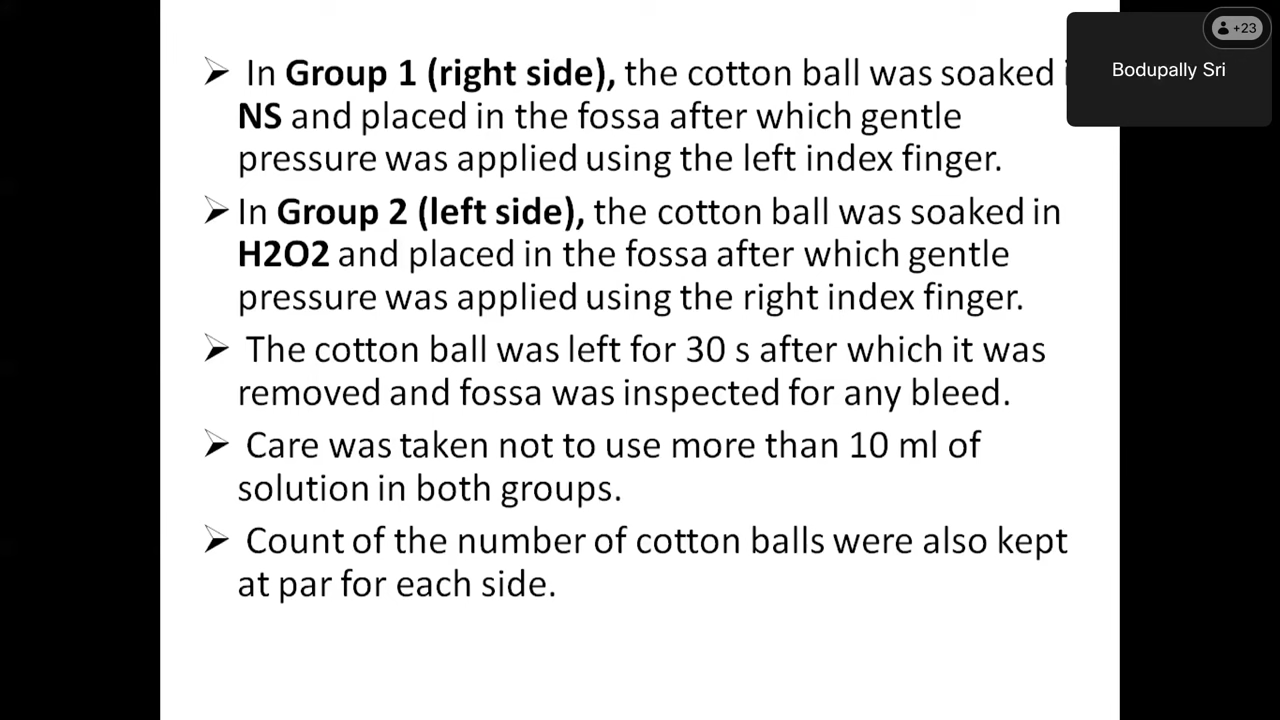 +23
Bodupally Sri
➢ In Group 1 (right side), the cotton ball was soaked
NS and placed in the fossa after which gentle
pressure was applied using the left index finger.
➢ In Group 2 (left side), the cotton ball was soaked in
H2O2 and placed in the fossa after which gentle
pressure was applied using the right index finger.
➢ The cotton ball was left for 30 s after which it was
removed and fossa was inspected for any bleed.
➢ Care was taken not to use more than 10 ml of
solution in both groups.
➢ Count of the number of cotton balls were also kept
at par for each side.